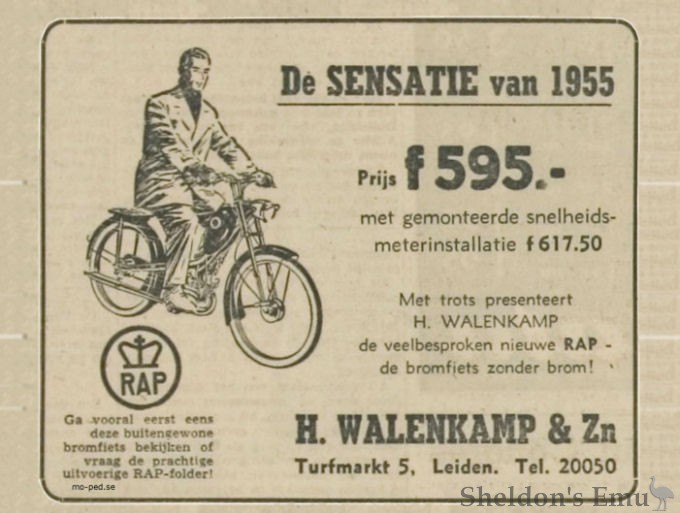 Dé SENSATIE van 1955
Prijs f 595.-
met gemonteerde snelheids-
meterinstallatie f 617.50
Met trots presenteert
H. WALENKAMP
de veelbesproken nieuwe RAP -
de bromfiets zonder brom!
RAP
Ga vooral eerst eens
deze buitengewone
bromfiets bekijken of
vraag de prachtige
uitvoerige RAP-folder!
mo-ped.se
H. WALENKAMP & Zn
Turfmarkt 5, Leiden. Tel. 20050
Sheldon's Emu